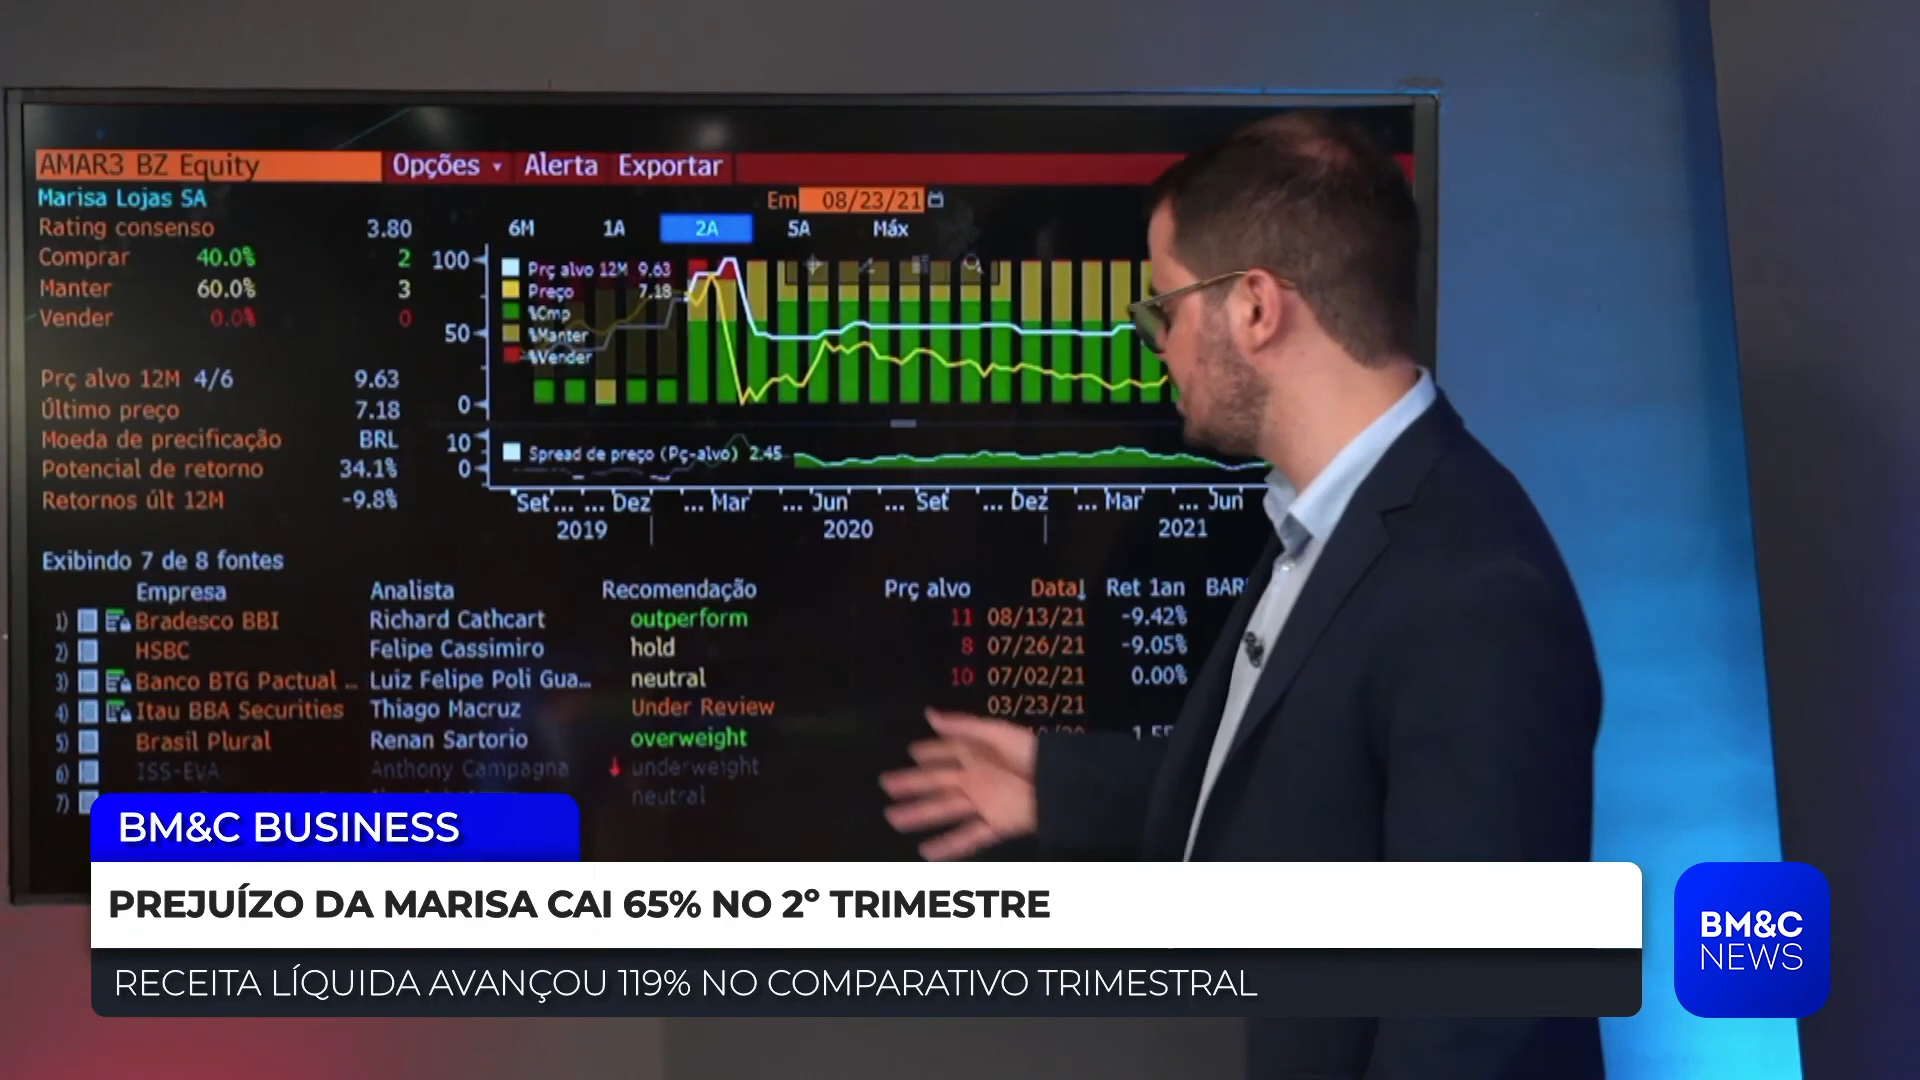 AMAR3 BZ Equity Opções Alerta Exportar
Marisa Lojas SA
Em 08/23/21
Rating consenso 3.80
6M 1A 2A 5A Máx
Comprar 40.0% 2
Manter 60.0% 3
Vender 0.0% 0
100
50
0
Prç alvo 12M 9.63
Preço 7.18
%Cmp
%Manter
%Vender
Prç alvo 12M 4/6 9.63
Último preço 7.18
Moeda de precificação BRL
Potencial de retorno 34.1%
Retornos últ 12M -9.8%
10
0
Spread de preço (Pç-alvo) 2.45
Set ... ... Dez ... Mar ... Jun ... Set ... Dez ... Mar ... Jun
2019 2020 2021
Exibindo 7 de 8 fontes
Empresa Analista Recomendação Prç alvo Data↓ Ret 1an
1) Bradesco BBI Richard Cathcart outperform 11 08/13/21 -9.42%
2) HSBC Felipe Cassimiro hold 8 07/26/21 -9.05%
3) Banco BTG Pactual … Luiz Felipe Poli Gua… neutral 10 07/02/21 0.00%
4) Itau BBA Securities Thiago Macruz Under Review 03/23/21
5) Brasil Plural Renan Sartorio overweight
6) ISS-EVA Anthony Campagna underweight
7) neutral
BM&C BUSINESS
PREJUÍZO DA MARISA CAI 65% NO 2º TRIMESTRE
RECEITA LÍQUIDA AVANÇOU 119% NO COMPARATIVO TRIMESTRAL
BM&C
NEWS